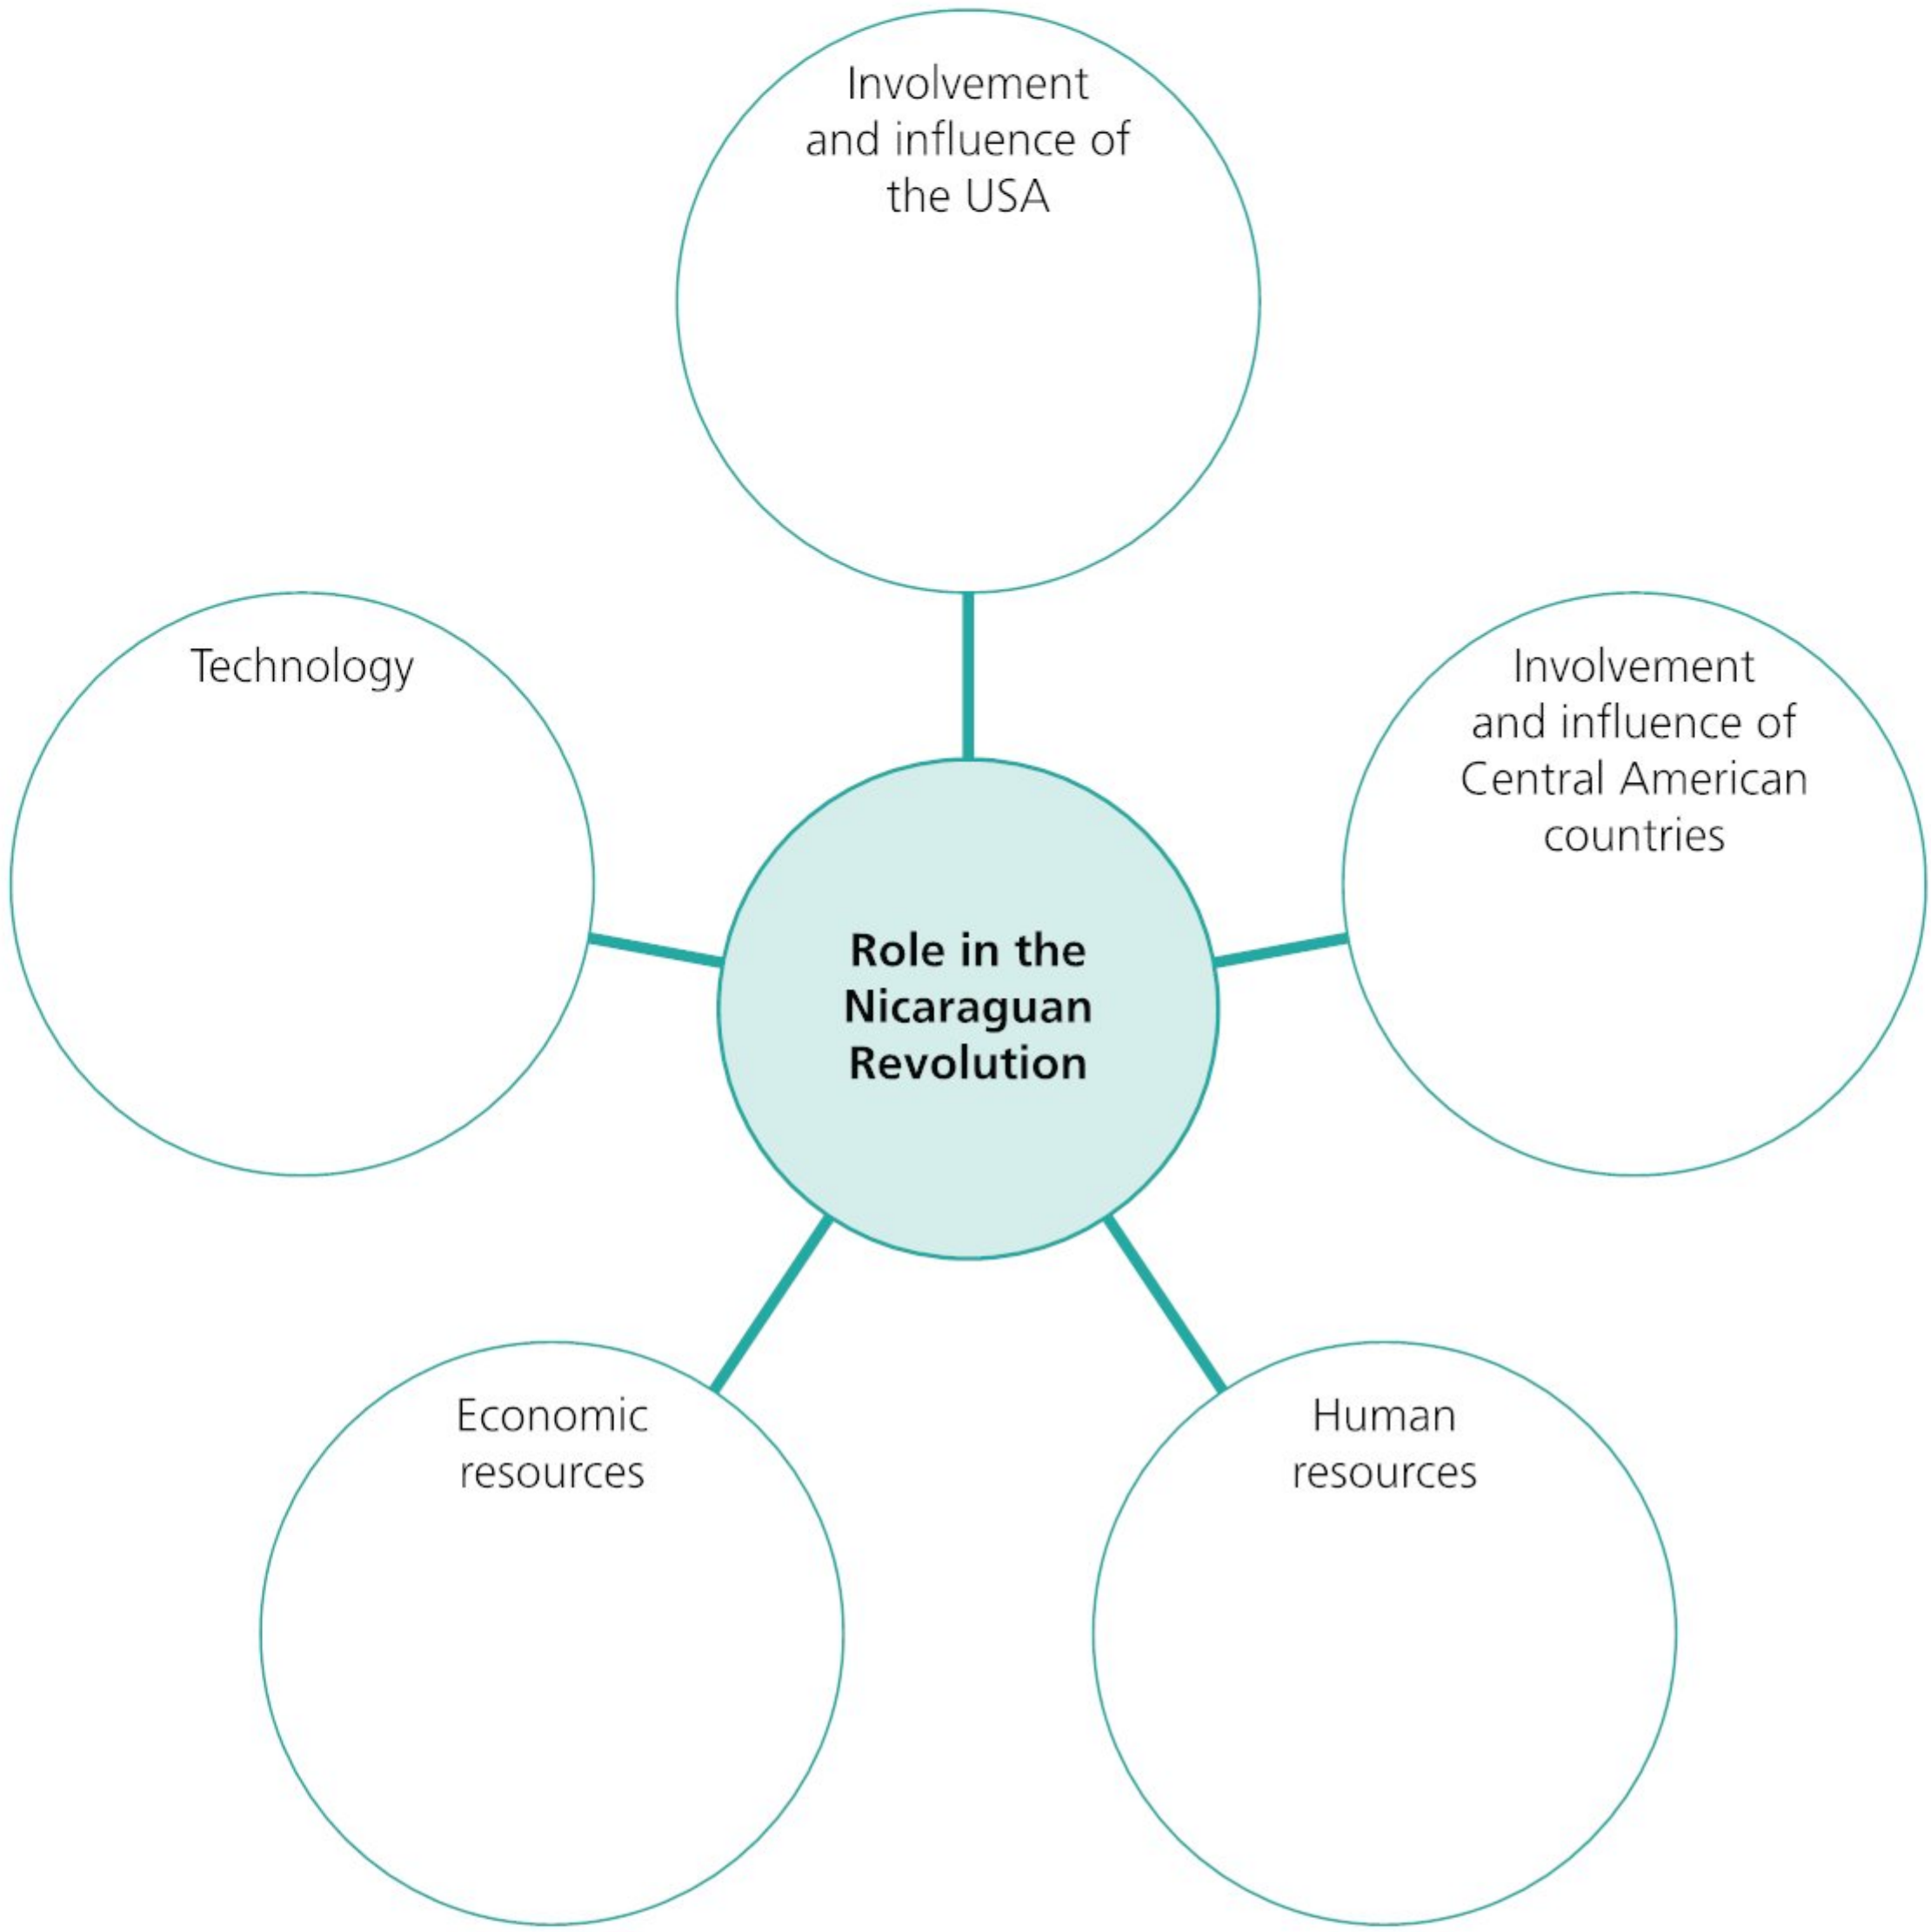 Involvement
and influence of
the USA
Technology
Involvement
and influence of
Central American
countries
Role in the
Nicaraguan
Revolution
Economic
resources
Human
resources